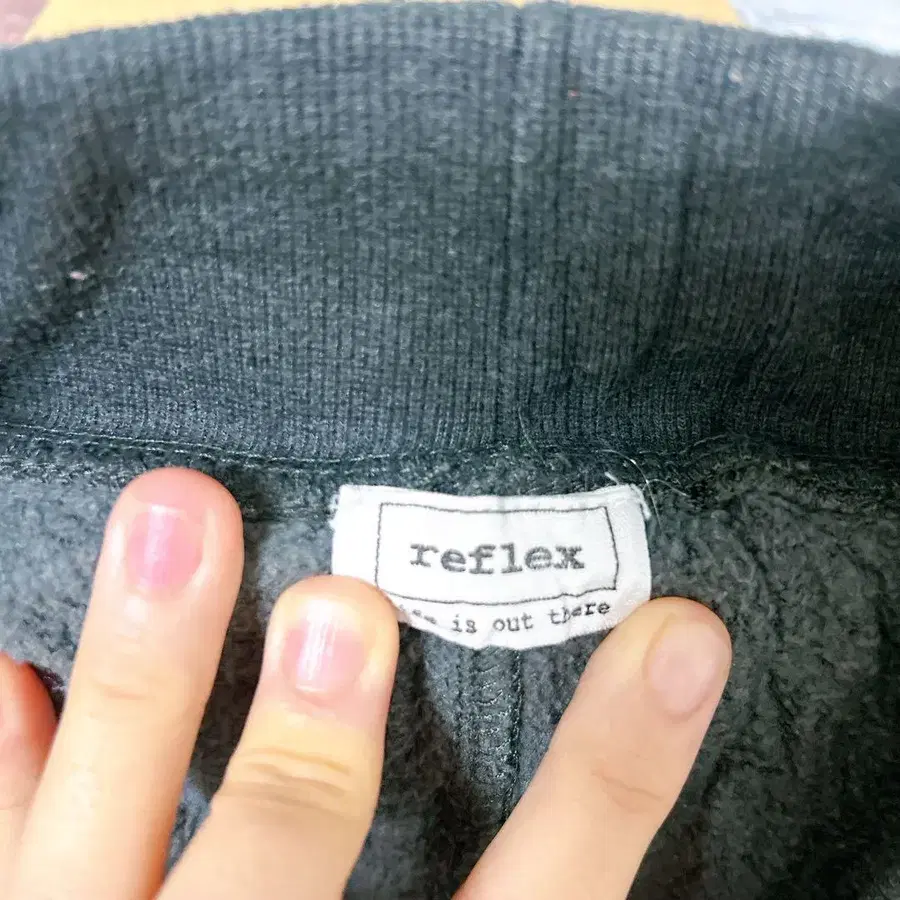 reflex
is out there